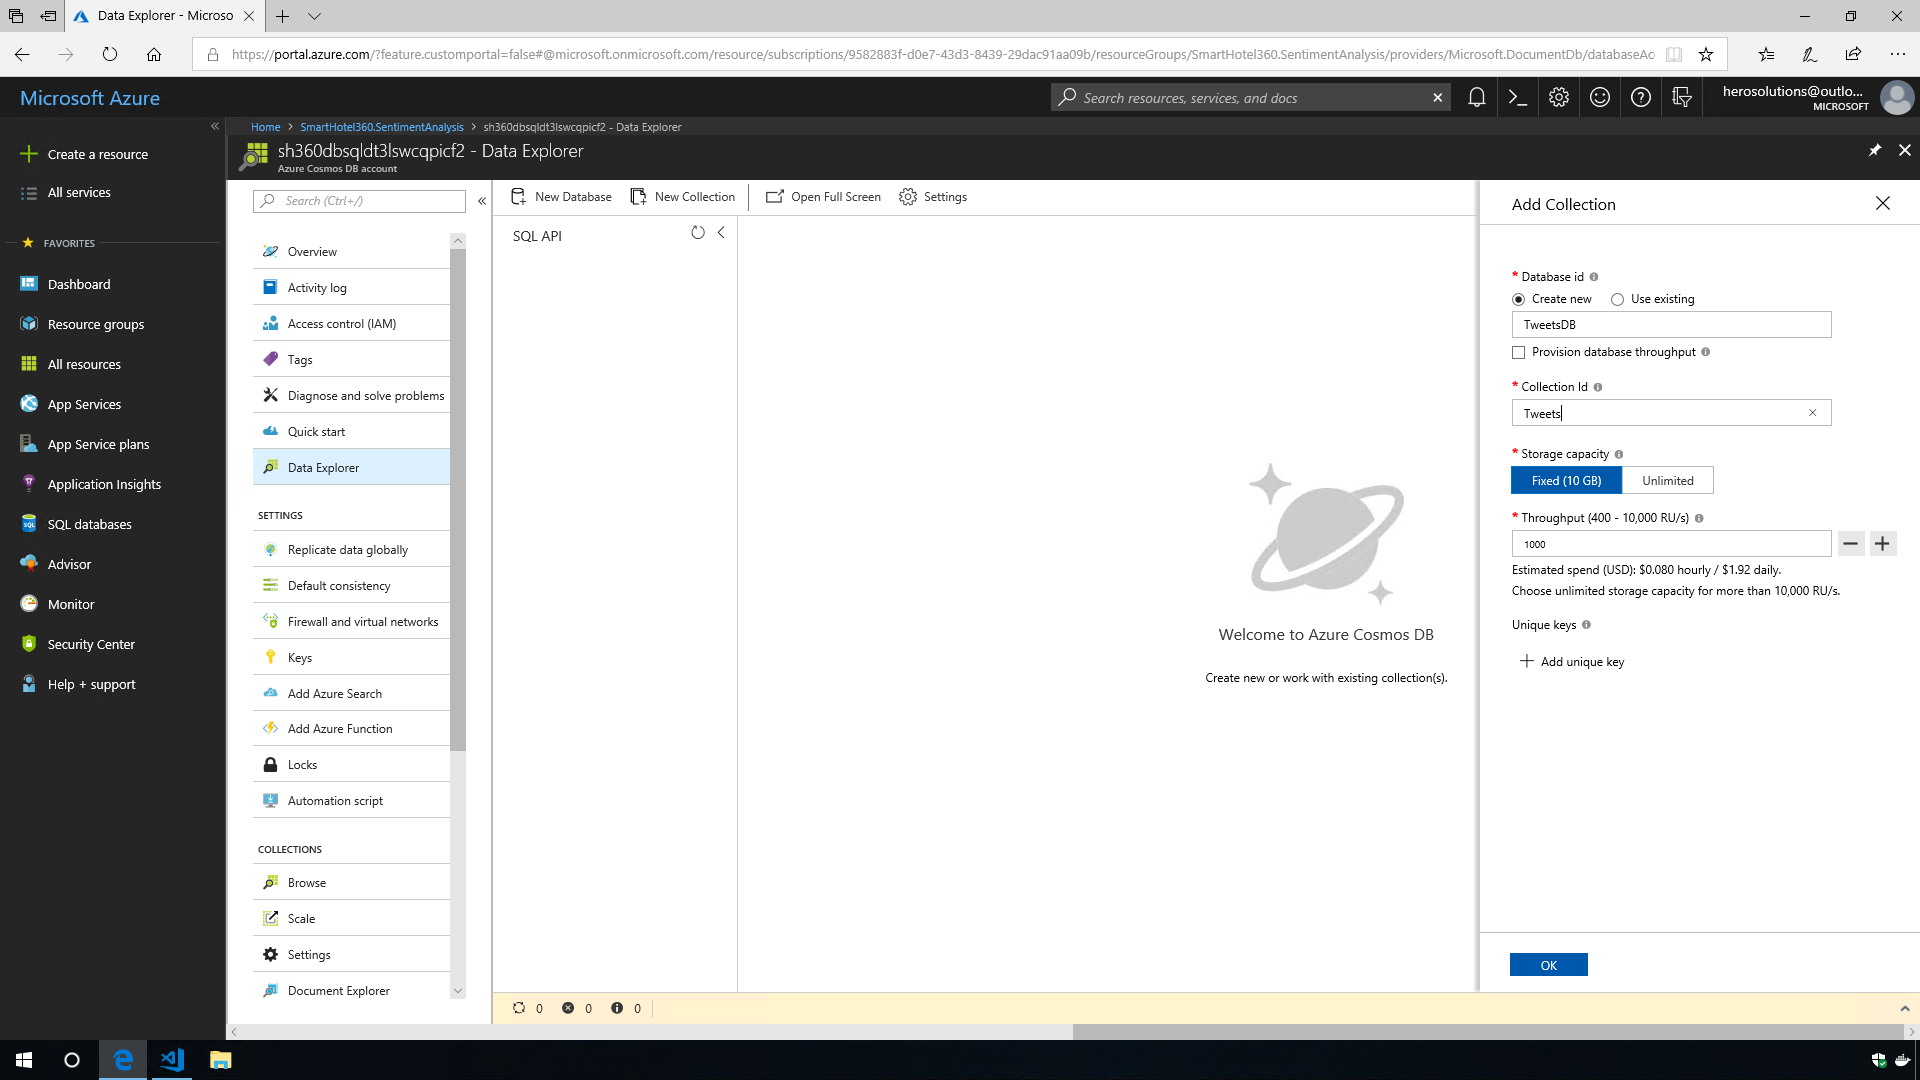 Data Explorer - Microso
https://portal.azure.com/?feature.customportal=false#@microsoft.onmicrosoft.com/resource/subscriptions/9582883f-d0e7-43d3-8439-29dac91aa09b/resourceGroups/SmartHotel360.SentimentAnalysis/providers/Microsoft.DocumentDb/databaseAc
Microsoft Azure
Search resources, services, and docs
herosolutions@outlo...
MICROSOFT
Home > SmartHotel360.SentimentAnalysis > sh360dbsqldt3lswcqpicf2 - Data Explorer
sh360dbsqldt3lswcqpicf2 - Data Explorer
Azure Cosmos DB account
Create a resource
All services
FAVORITES
Dashboard
Resource groups
All resources
App Services
App Service plans
Application Insights
SQL databases
SQL
Advisor
Monitor
Security Center
Help + support
Search (Ctrl+/)
Overview
Activity log
Access control (IAM)
Tags
Diagnose and solve problems
Quick start
Data Explorer
SETTINGS
Replicate data globally
Default consistency
Firewall and virtual networks
Keys
Add Azure Search
Add Azure Function
Locks
Automation script
COLLECTIONS
Browse
Scale
Settings
Document Explorer
New Database
New Collection
Open Full Screen
Settings
SQL API
Welcome to Azure Cosmos DB
Create new or work with existing collection(s).
0 0 0
Add Collection
* Database id
Create new Use existing
TweetsDB
Provision database throughput
* Collection Id
Tweets
* Storage capacity
Fixed (10 GB) Unlimited
* Throughput (400 - 10,000 RU/s)
1000
Estimated spend (USD): $0.080 hourly / $1.92 daily.
Choose unlimited storage capacity for more than 10,000 RU/s.
Unique keys
Add unique key
OK